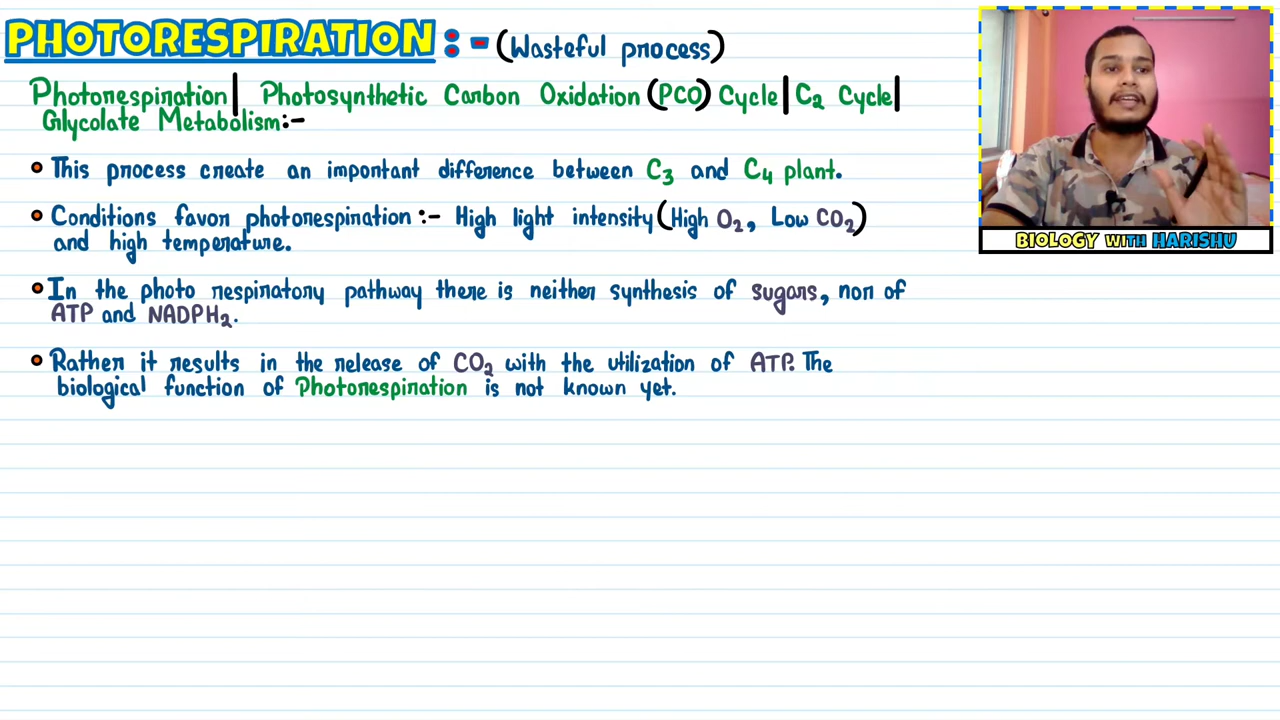 PHOTORESPIRATION :- (Wasteful process)
Photorespiration| Photosynthetic Carbon Oxidation (PCO) Cycle| C₂ Cycle|
Glycolate Metabolism:-
• This process create an important difference between C₃ and C₄ plant.
• Conditions favor photorespiration :- High light intensity (High O₂, Low CO₂)
and high temperature.
• In the photo respiratory pathway there is neither synthesis of sugars, nor of
ATP and NADPH₂.
• Rather it results in the release of CO₂ with the utilization of ATP. The
biological function of Photorespiration is not known yet.
BIOLOGY WITH HARISHU